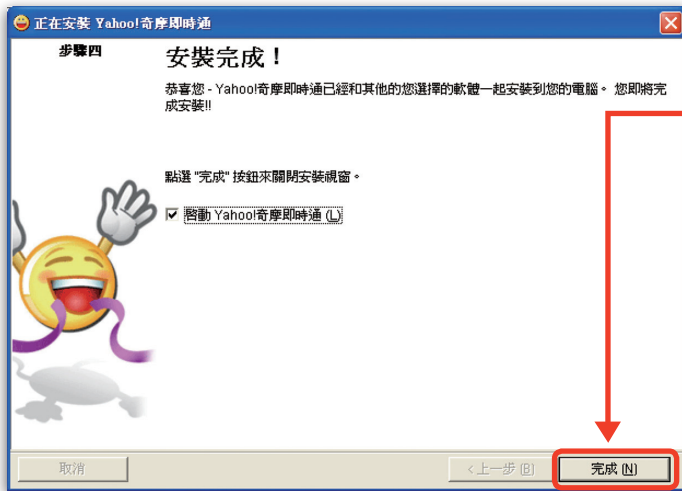 正在安裝 Yahoo!奇摩即時通
步驟四
安裝完成！
恭喜您 - Yahoo!奇摩即時通已經和其他的您選擇的軟體一起安裝到您的電腦。 您即將完
成安裝!!
點選 "完成" 按鈕來關閉安裝視窗。
啓動 Yahoo!奇摩即時通 (L)
取消
< 上一步 (B)
完成 (N)